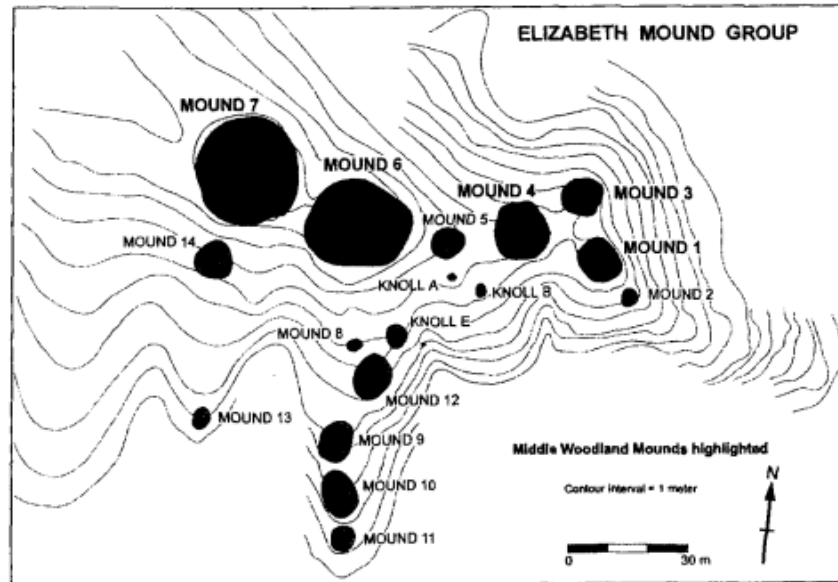 ELIZABETH MOUND GROUP
MOUND 7
MOUND 6
MOUND 4
MOUND 3
MOUND 5
MOUND 14
MOUND 1
KNOLL A
KNOLL B
MOUND 2
KNOLL E
MOUND 8
MOUND 12
MOUND 13
MOUND 9
MOUND 10
MOUND 11
Middle Woodland Mounds highlighted
Contour interval = 1 meter
N
0 30 m